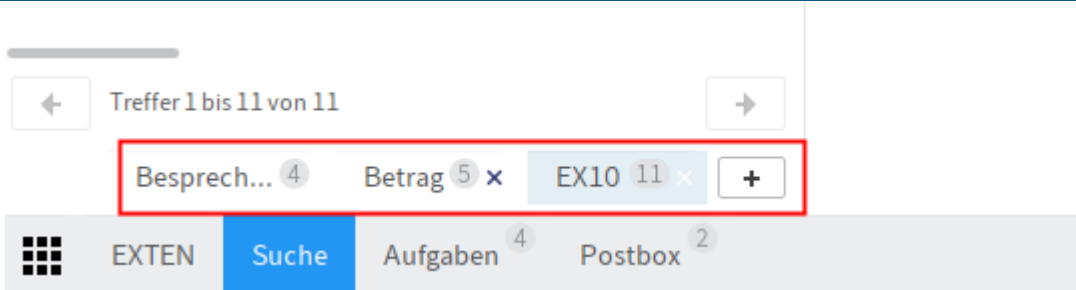 Treffer 1 bis 11 von 11
Besprech... 4 Betrag 5 × EX10 11 × +
EXTEN Suche Aufgaben 4 Postbox 2